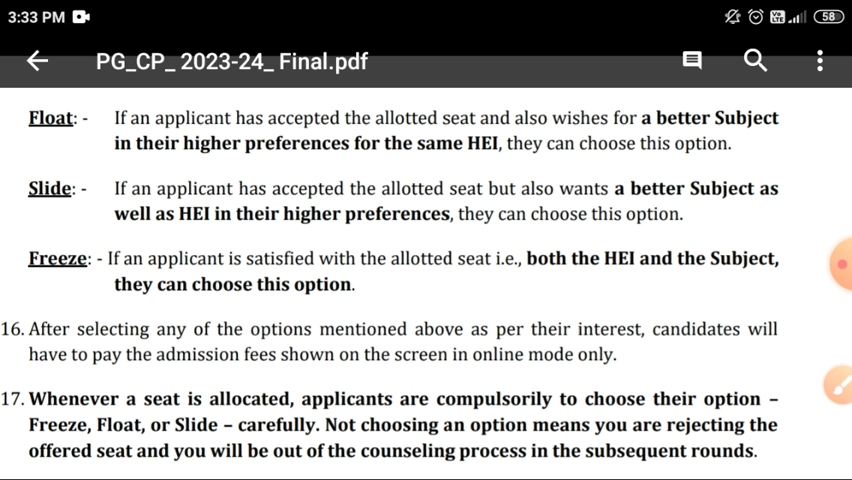 3:33 PM Vo LTE 58
PG_CP_ 2023-24_ Final.pdf
Float: - If an applicant has accepted the allotted seat and also wishes for a better Subject
in their higher preferences for the same HEI, they can choose this option.
Slide: - If an applicant has accepted the allotted seat but also wants a better Subject as
well as HEI in their higher preferences, they can choose this option.
Freeze: - If an applicant is satisfied with the allotted seat i.e., both the HEI and the Subject,
they can choose this option.
16. After selecting any of the options mentioned above as per their interest, candidates will
have to pay the admission fees shown on the screen in online mode only.
17. Whenever a seat is allocated, applicants are compulsorily to choose their option –
Freeze, Float, or Slide – carefully. Not choosing an option means you are rejecting the
offered seat and you will be out of the counseling process in the subsequent rounds.